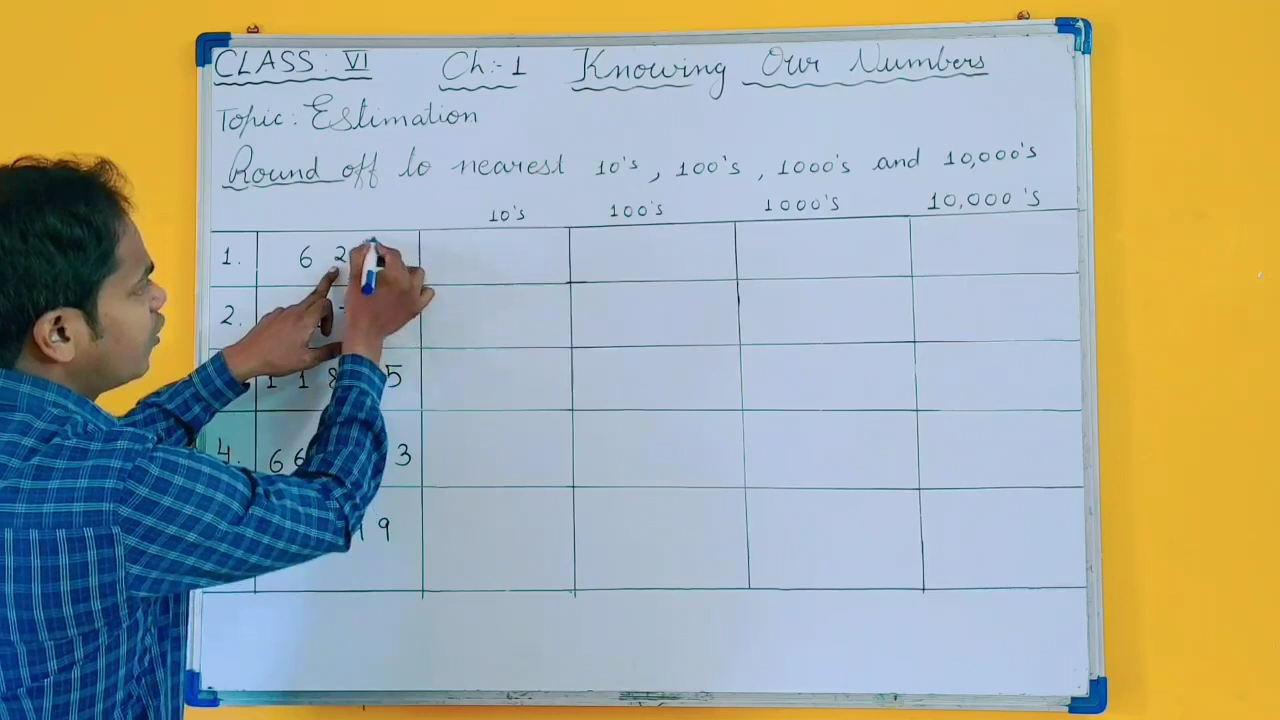 CLASS : VI Ch:- 1 Knowing Our Numbers
Topic: Estimation
Round off to nearest 10's, 100's, 1000's and 10,000's
10's 100's 1000's 10,000's
1. 6 2
2.
1 1 8 5
4. 6 6 3
9